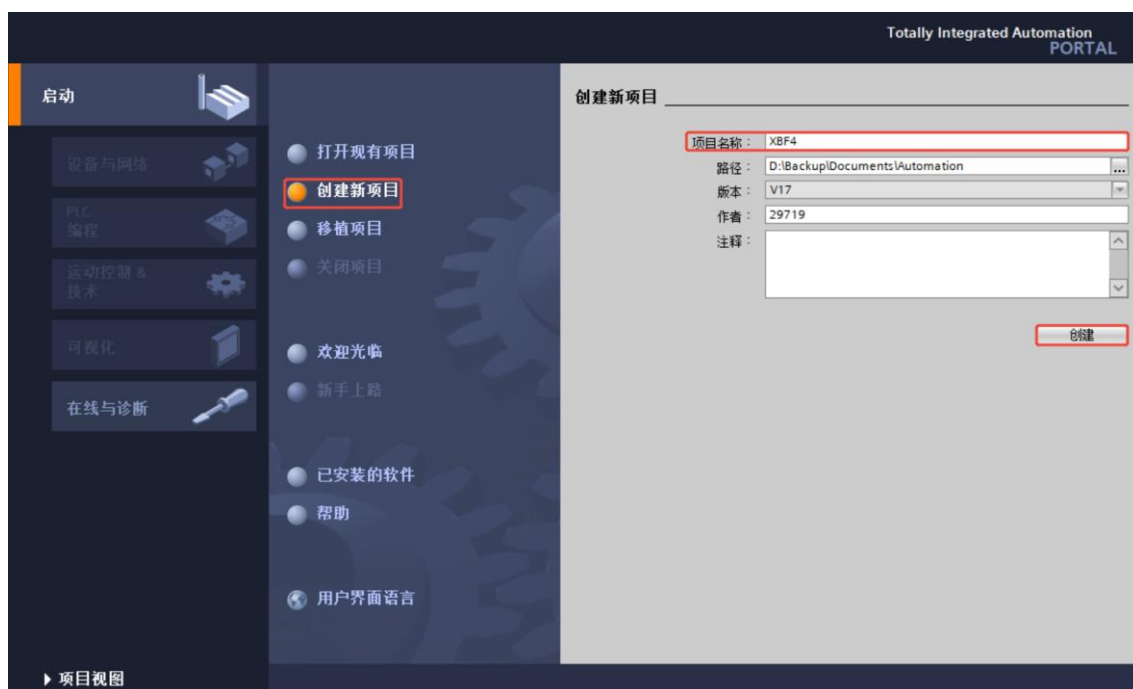 Totally Integrated Automation
PORTAL
启动
设备与网络
PLC
编程
运动控制 &
技术
可视化
在线与诊断
项目视图
打开现有项目
创建新项目
移植项目
关闭项目
欢迎光临
新手上路
已安装的软件
帮助
用户界面语言
创建新项目
项目名称： XBF4
路径： D:\Backup\Documents\Automation ...
版本： V17
作者： 29719
注释：
创建